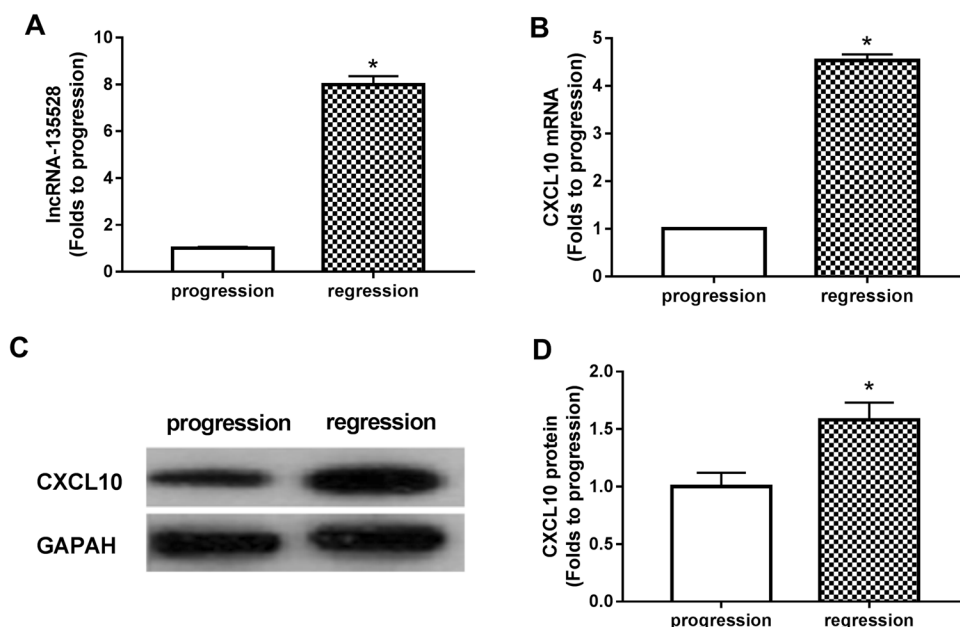 A
lncRNA-135528
(Folds to progression)
10
8
6
4
2
0
*
progression regression
B
CXCL10 mRNA
(Folds to progression)
5
4
3
2
1
0
*
progression regression
C
progression regression
CXCL10
GAPAH
D
CXCL10 protein
(Folds to progression)
2.0
1.5
1.0
0.5
0.0
*
progression regression